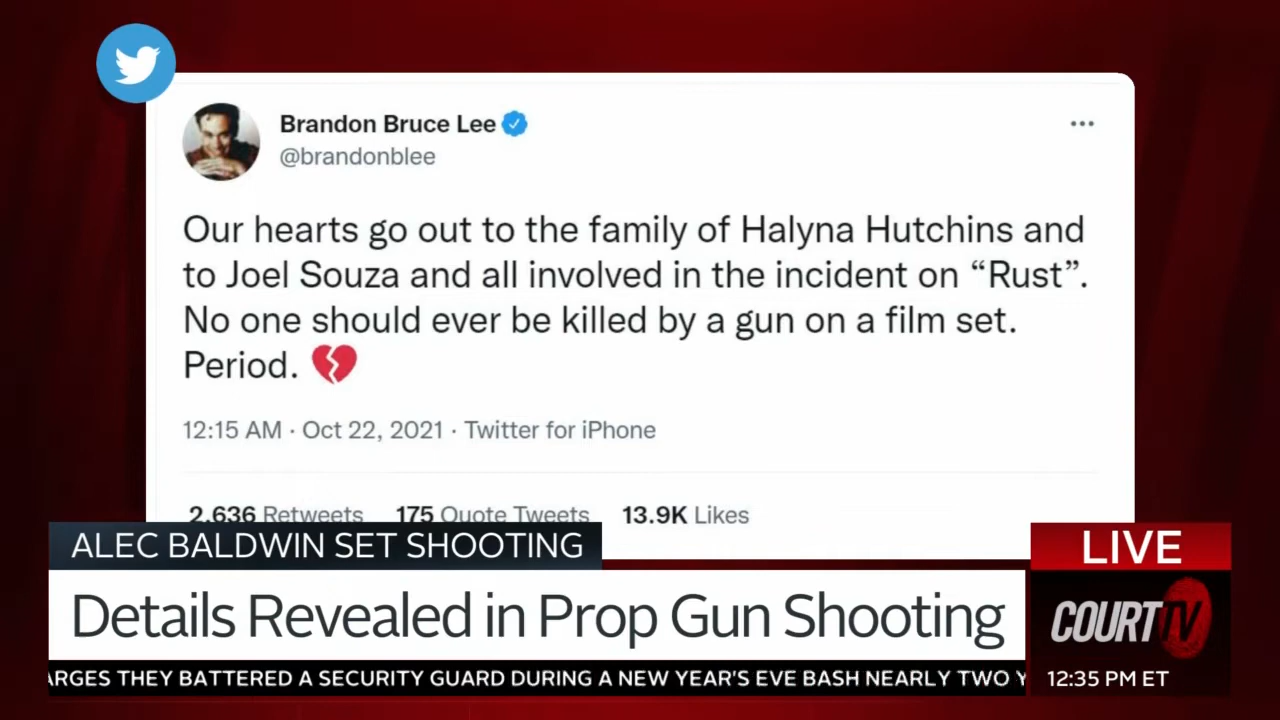 Brandon Bruce Lee
@brandonblee
Our hearts go out to the family of Halyna Hutchins and
to Joel Souza and all involved in the incident on “Rust”.
No one should ever be killed by a gun on a film set.
Period. 💔
12:15 AM · Oct 22, 2021 · Twitter for iPhone
2,636 Retweets 175 Quote Tweets 13.9K Likes
ALEC BALDWIN SET SHOOTING
LIVE
Details Revealed in Prop Gun Shooting
COURT TV
ARGES THEY BATTERED A SECURITY GUARD DURING A NEW YEAR'S EVE BASH NEARLY TWO Y
12:35 PM ET